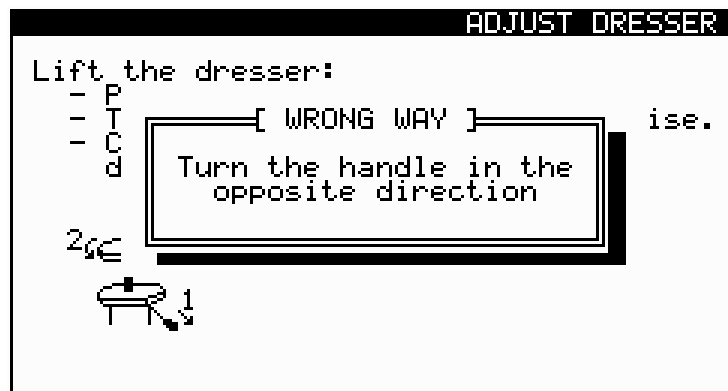 ADJUST DRESSER
Lift the dresser:
- P
- T ise.
- C
d
[ WRONG WAY ]
Turn the handle in the
opposite direction
2
1